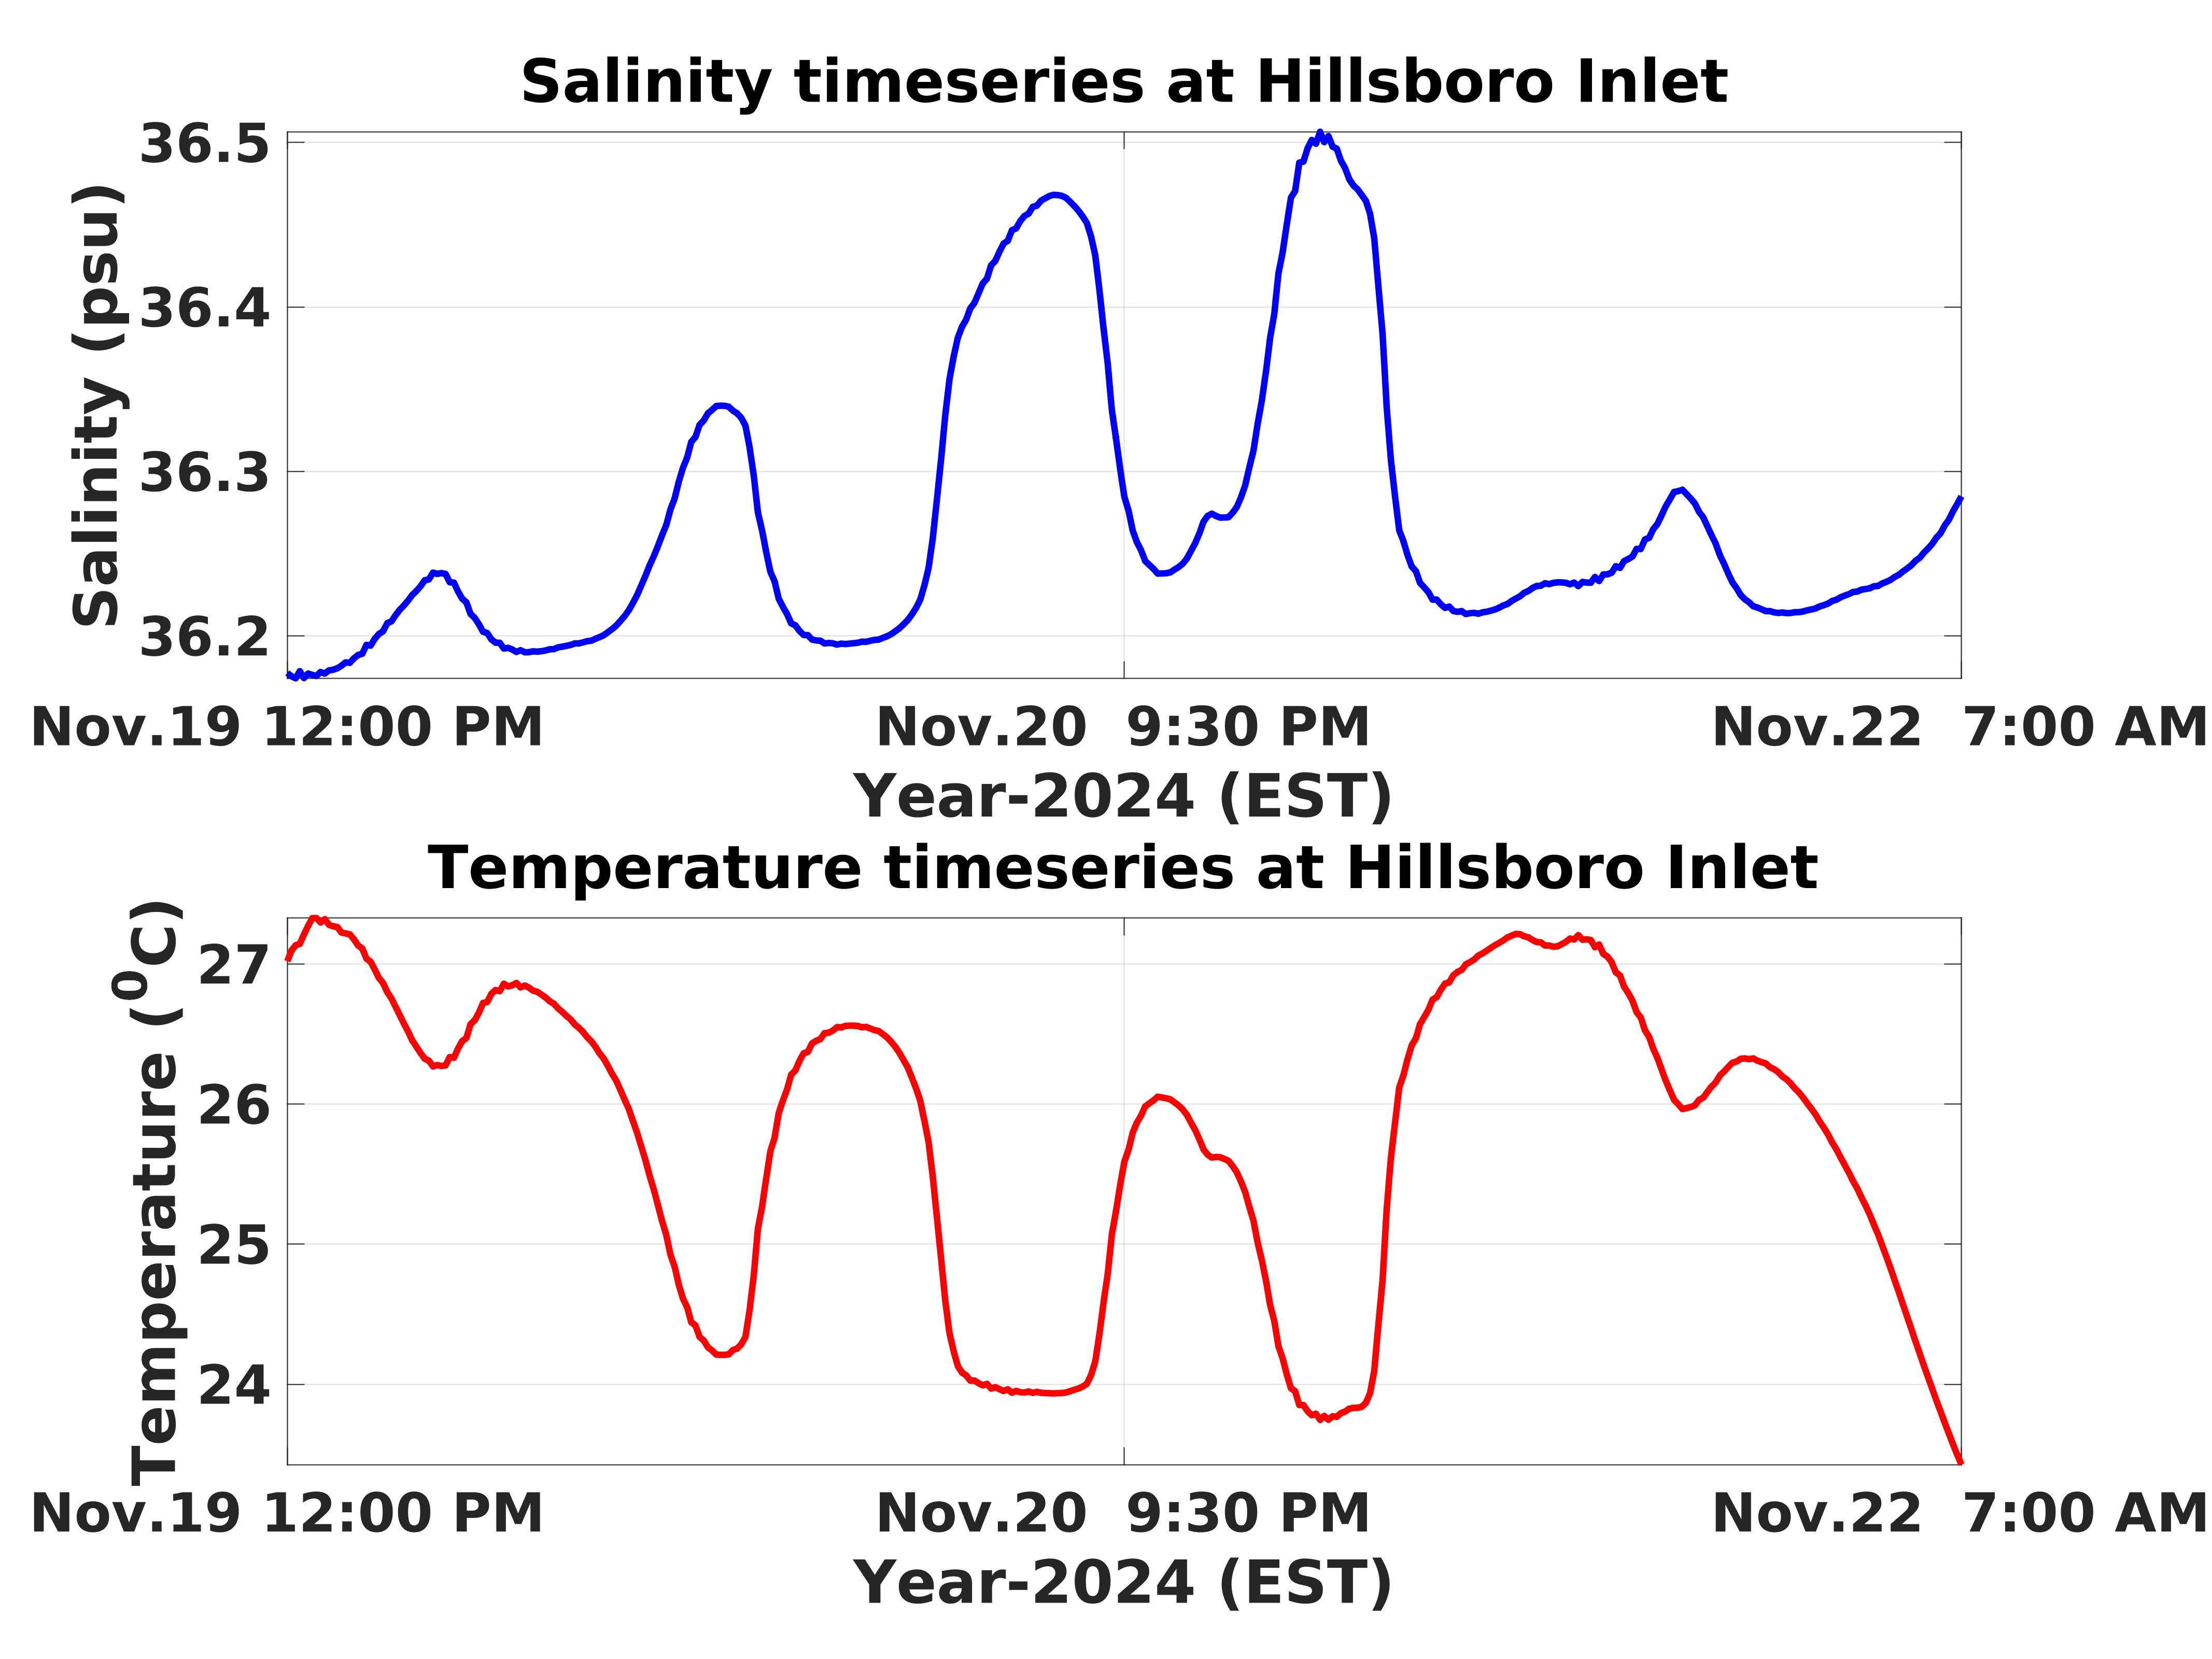 Salinity timeseries at Hillsboro Inlet
Salinity (psu)
36.5
36.4
36.3
36.2
Nov.19 12:00 PM Nov.20  9:30 PM Nov.22  7:00 AM
Year-2024 (EST)
Temperature timeseries at Hillsboro Inlet
Temperature (⁰C)
27
26
25
24
Nov.19 12:00 PM Nov.20  9:30 PM Nov.22  7:00 AM
Year-2024 (EST)